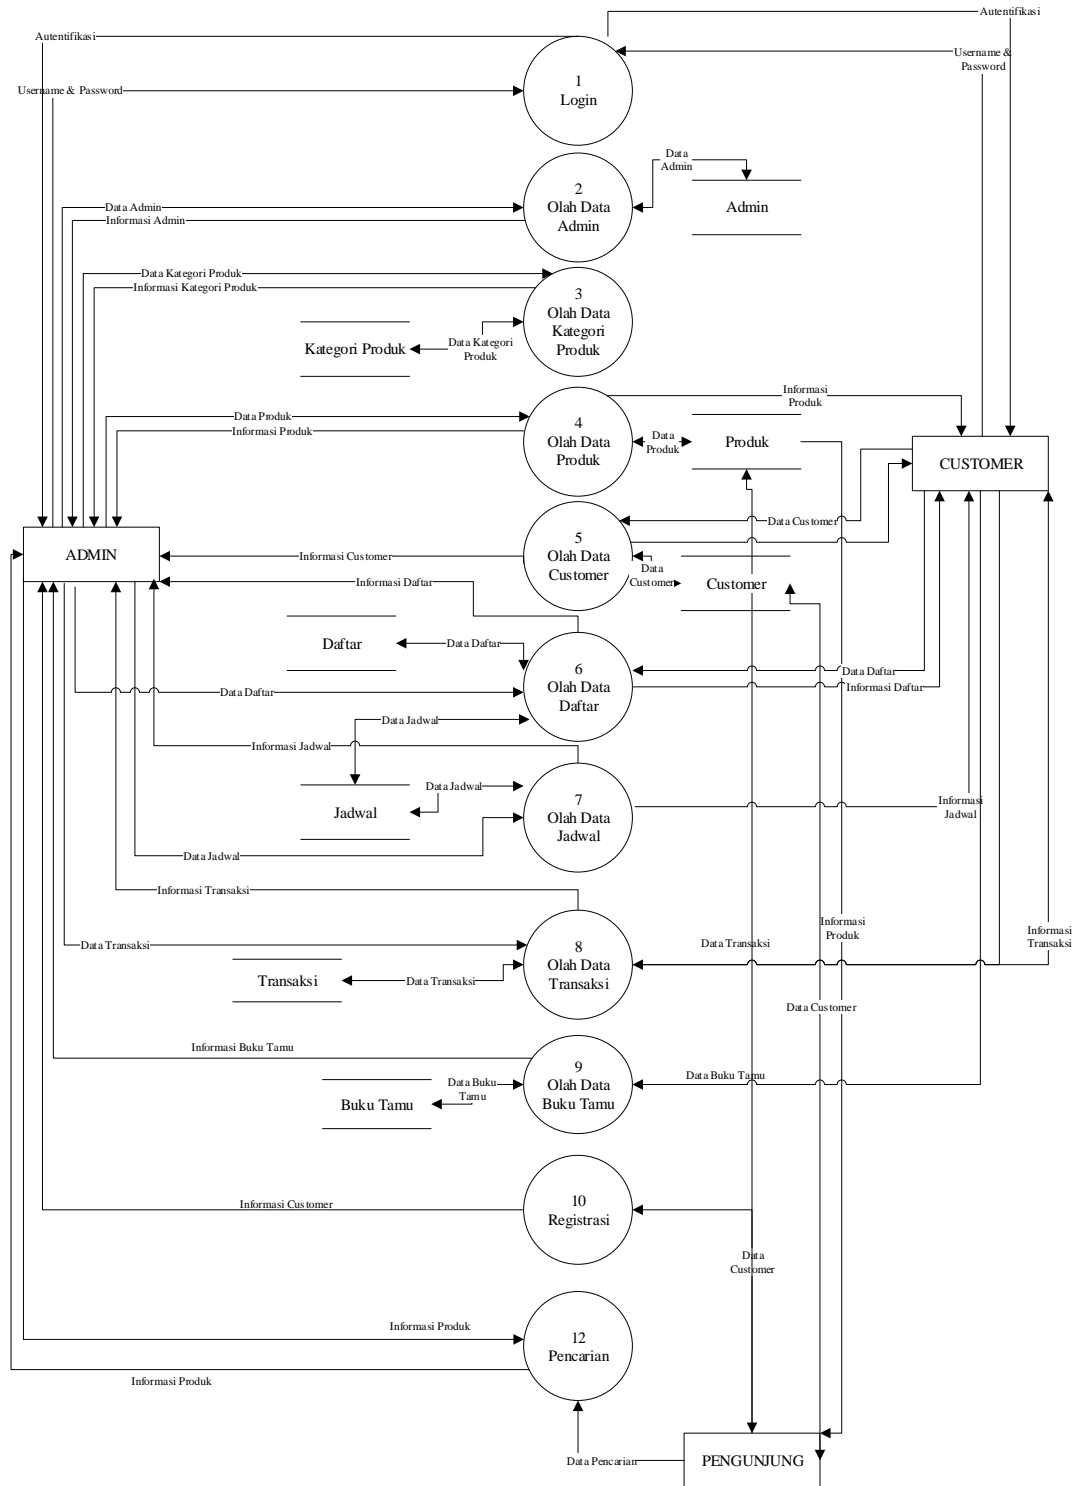 Autentifikasi
Autentifikasi
Username &
Password
Username & Password
1
Login
2
Olah Data
Admin
Data
Admin
Admin
Data Admin
Informasi Admin
Data Kategori Produk
Informasi Kategori Produk
3
Olah Data
Kategori
Produk
Kategori Produk
Data Kategori
Produk
Informasi
Produk
Data Produk
Informasi Produk
4
Olah Data
Produk
Data
Produk
Produk
CUSTOMER
Data Customer
5
Olah Data
Customer
ADMIN
Informasi Customer
Data
Customer
Customer
Informasi Daftar
Daftar
Data Daftar
6
Olah Data
Daftar
Data Daftar
Informasi Daftar
Data Daftar
Data Jadwal
Informasi Jadwal
Jadwal
Data Jadwal
7
Olah Data
Jadwal
Informasi
Jadwal
Data Jadwal
Informasi Transaksi
Informasi
Produk
Informasi
Transaksi
Data Transaksi
8
Olah Data
Transaksi
Data Transaksi
Transaksi
Data Transaksi
Data Customer
Informasi Buku Tamu
9
Olah Data
Buku Tamu
Data Buku Tamu
Data Buku
Tamu
Buku Tamu
10
Registrasi
Informasi Customer
Data
Customer
Informasi Produk
12
Pencarian
Informasi Produk
Data Pencarian
PENGUNJUNG